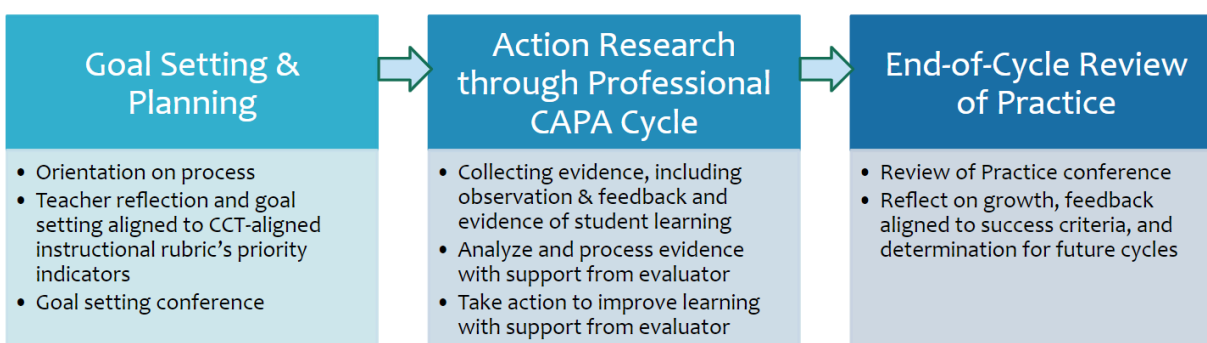 Goal Setting &
Planning
• Orientation on process
• Teacher reflection and goal
setting aligned to CCT-aligned
instructional rubric's priority
indicators
• Goal setting conference
Action Research
through Professional
CAPA Cycle
• Collecting evidence, including
observation & feedback and
evidence of student learning
• Analyze and process evidence
with support from evaluator
• Take action to improve learning
with support from evaluator
End-of-Cycle Review
of Practice
• Review of Practice conference
• Reflect on growth, feedback
aligned to success criteria, and
determination for future cycles